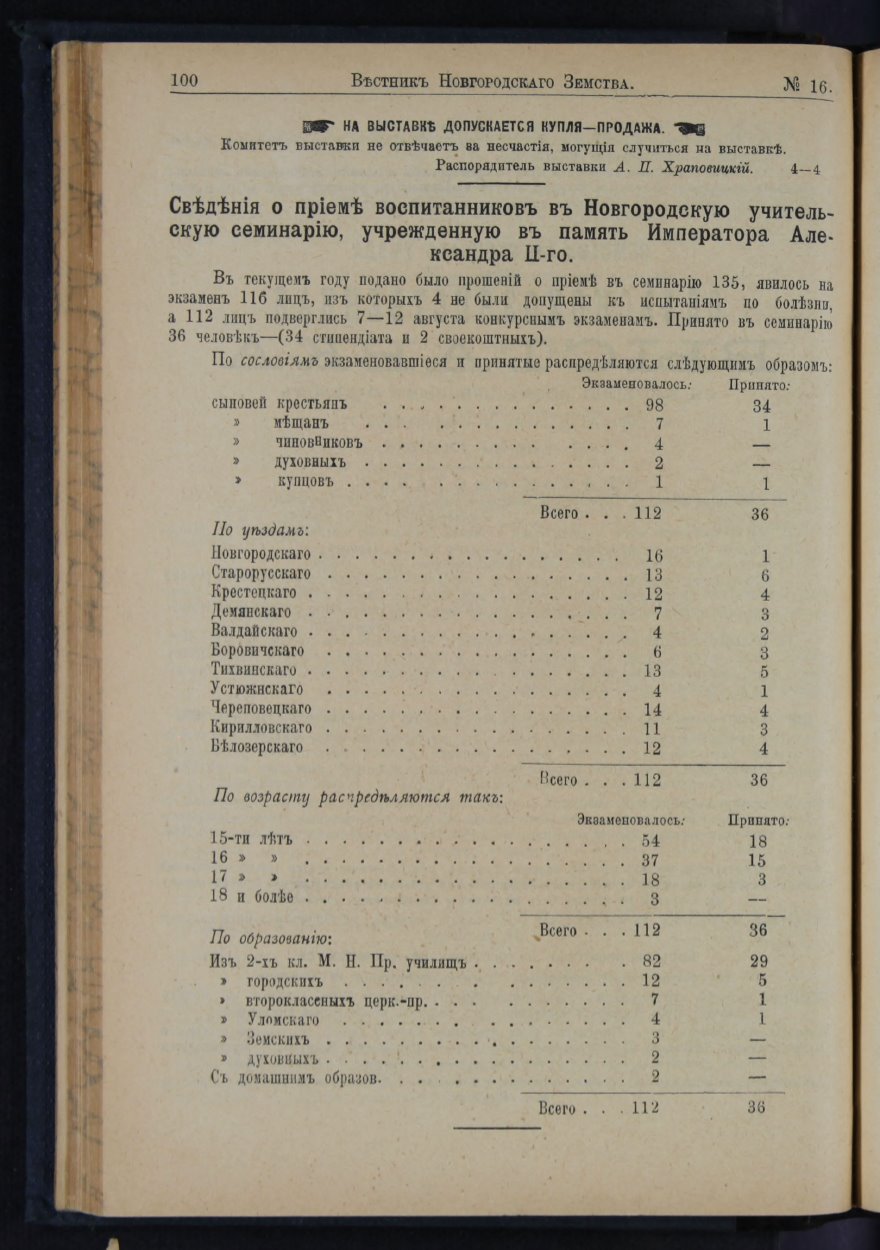 100 Вѣстникъ Новгородскаго Земства. № 16.
НА ВЫСТАВКѢ ДОПУСКАЕТСЯ КУПЛЯ—ПРОДАЖА.
Комитетъ выставки не отвѣчаетъ за несчастія, могущія случиться на выставкѣ.
Распорядитель выставки А. П. Храповицкій. 4—4
Свѣдѣнія о пріемѣ воспитанниковъ въ Новгородскую учитель-
скую семинарію, учрежденную въ память Императора Але-
ксандра II-го.
Въ текущемъ году подано было прошеній о пріемѣ въ семинарію 135, явилось на
экзаменъ 116 лицъ, изъ которыхъ 4 не были допущены къ испытаніямъ по болѣзни,
а 112 лицъ подверглись 7—12 августа конкурснымъ экзаменамъ. Принято въ семинарію
36 человѣкъ—(34 стипендіата и 2 своекоштныхъ).
По сословіямъ экзаменовавшіеся и принятые распредѣляются слѣдующимъ образомъ:
Экзаменовалось: Принято:
сыновей крестьянъ . . . . . . . . . . . . . . 98 34
» мѣщанъ . . . . . . . . . . . . . . 7 1
» чиновниковъ . . . . . . . . . . . . . 4 —
» духовныхъ . . . . . . . . . . . . . . 2 —
» купцовъ . . . . . . . . . . . . . . . 1 1
Всего . . . 112 36
По уѣздамъ:
Новгородскаго . . . . . . . . . . . . . . . . . 16 1
Старорусскаго . . . . . . . . . . . . . . . . . 13 6
Крестецкаго . . . . . . . . . . . . . . . . . . 12 4
Демянскаго . . . . . . . . . . . . . . . . . . 7 3
Валдайскаго . . . . . . . . . . . . . . . . . . 4 2
Боровичскаго . . . . . . . . . . . . . . . . . 6 3
Тихвинскаго . . . . . . . . . . . . . . . . . . 13 5
Устюжнскаго . . . . . . . . . . . . . . . . . 4 1
Череповецкаго . . . . . . . . . . . . . . . . . 14 4
Кирилловскаго . . . . . . . . . . . . . . . . . 11 3
Бѣлозерскаго . . . . . . . . . . . . . . . . . 12 4
Всего . . . 112 36
По возрасту распредѣляются такъ:
Экзаменовалось: Принято:
15-ти лѣтъ . . . . . . . . . . . . . . . . . . 54 18
16 » » . . . . . . . . . . . . . . . . . . 37 15
17 » » . . . . . . . . . . . . . . . . . . 18 3
18 и болѣе . . . . . . . . . . . . . . . . . . 3 —
Всего . . . 112 36
По образованію:
Изъ 2-хъ кл. М. Н. Пр. училищъ . . . . . . . . 82 29
» городскихъ . . . . . . . . . . . . . . . 12 5
» второкласныхъ церк.-пр. . . . . . . . . . . 7 1
» Уломскаго . . . . . . . . . . . . . . . 4 1
» Земскихъ . . . . . . . . . . . . . . . . 3 —
» духовныхъ . . . . . . . . . . . . . . . . 2 —
Съ домашнимъ образов. . . . . . . . . . . . . . 2 —
Всего . . . 112 36